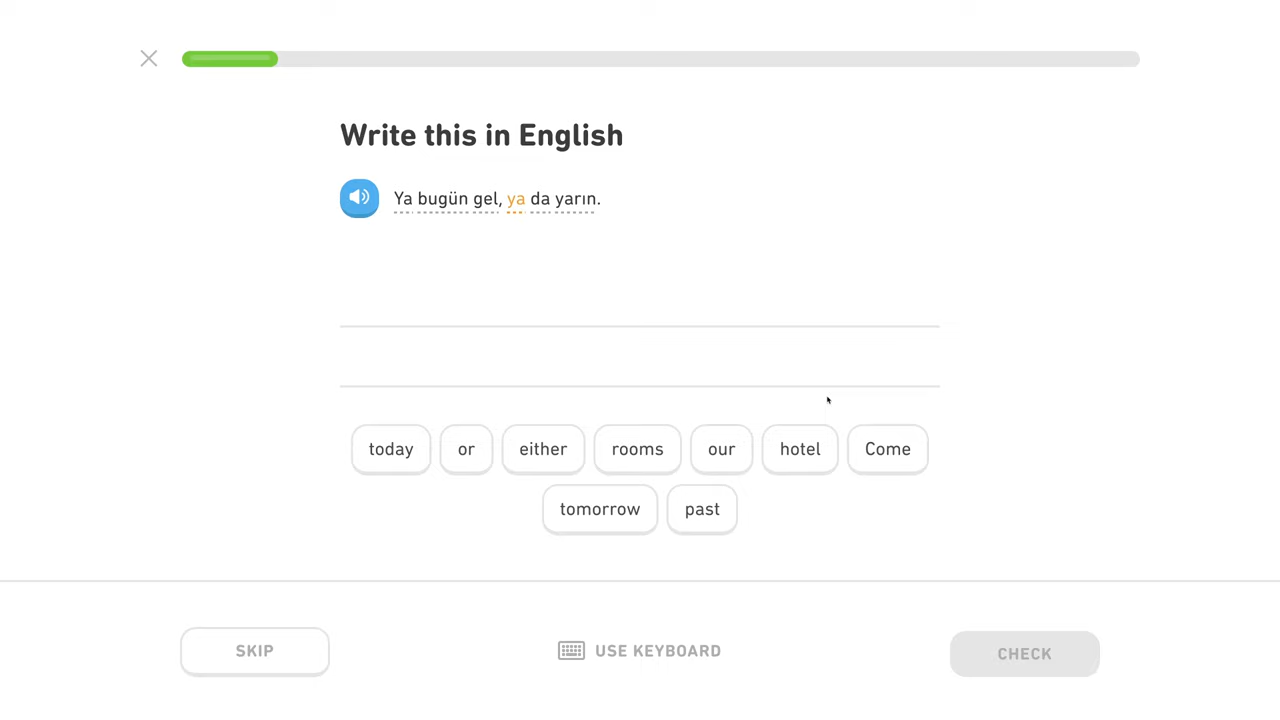 Write this in English
Ya bugün gel, ya da yarın.
today or either rooms our hotel Come
tomorrow past
SKIP USE KEYBOARD CHECK